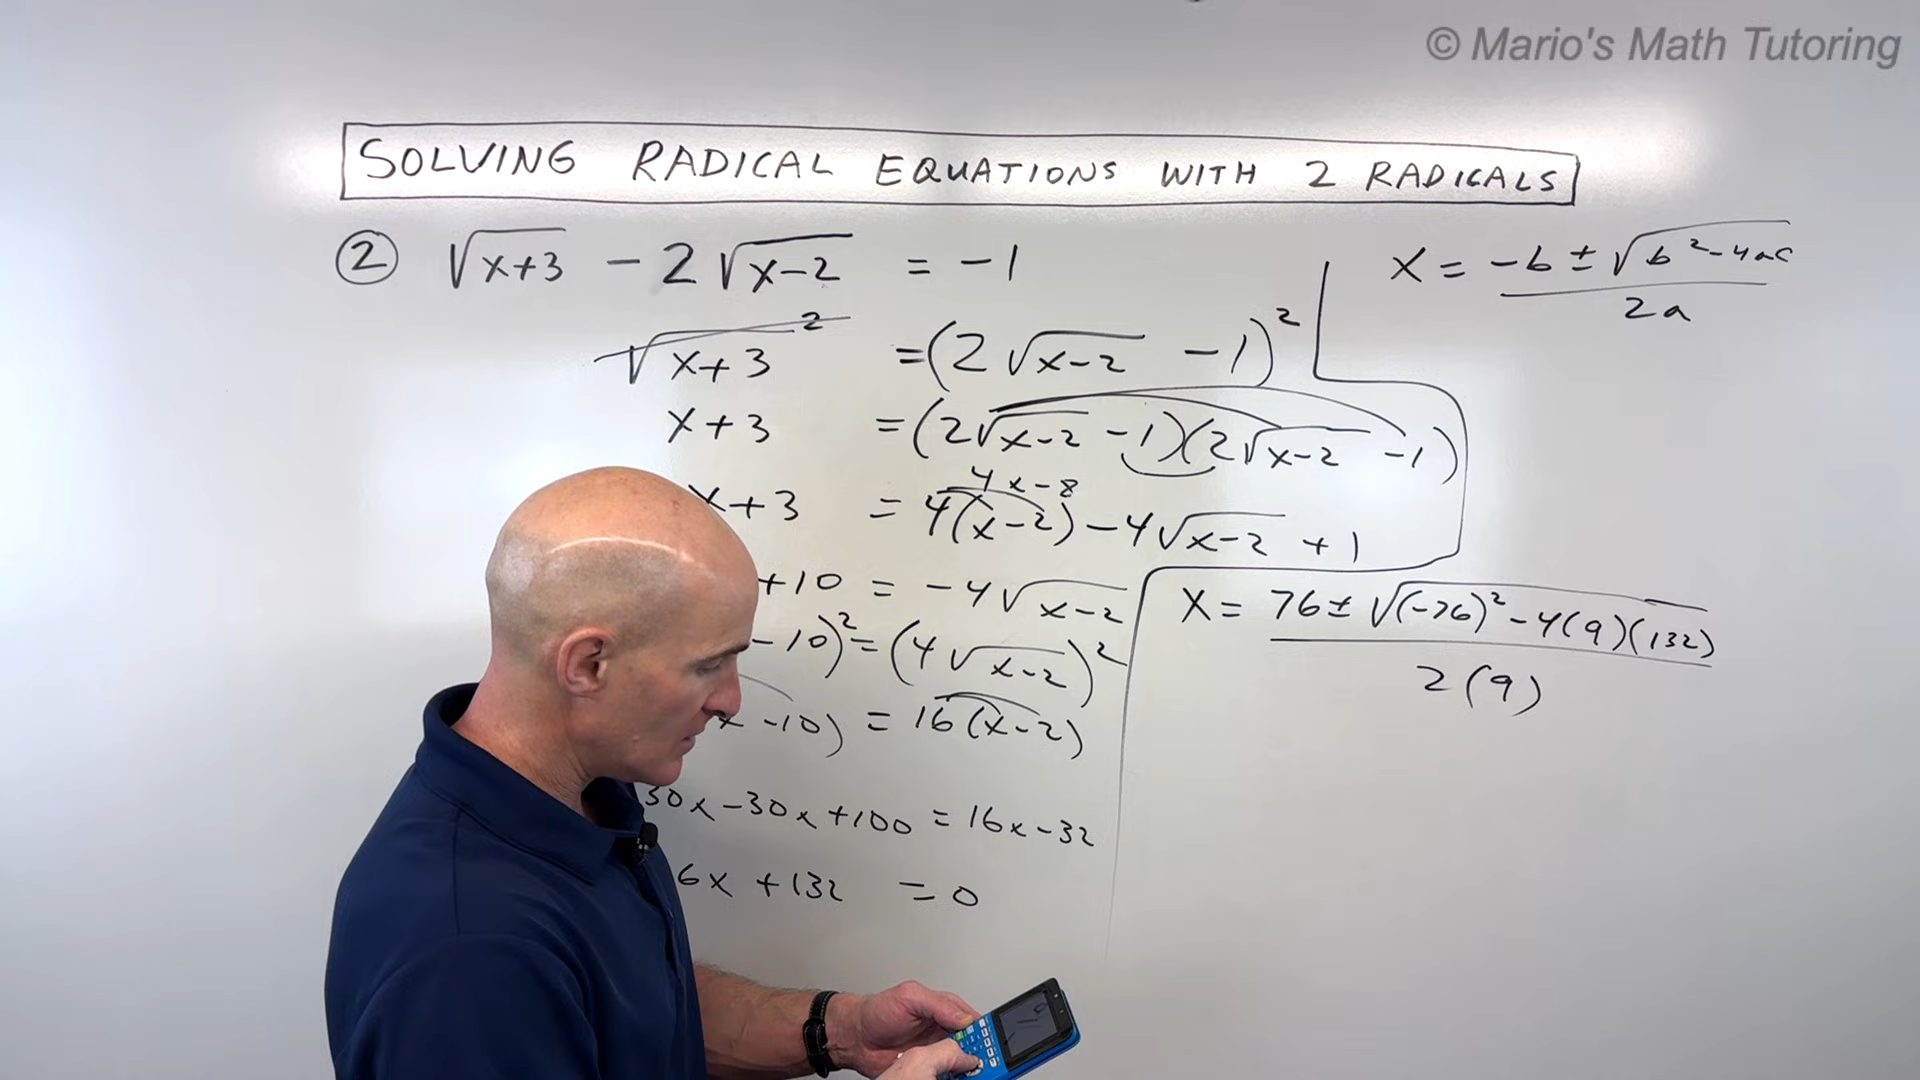 © Mario's Math Tutoring
SOLVING RADICAL EQUATIONS WITH 2 RADICALS
② √(x+3) - 2√(x-2) = -1
x = (-b ± √(b²-4ac)) / 2a
√(x+3)² = (2√(x-2) - 1)²
x+3 = (2√(x-2) - 1)(2√(x-2) - 1)
4x-8
x+3 = 4(x-2) - 4√(x-2) + 1
+10 = -4√(x-2)
-10)² = (4√(x-2))²
x -10) = 16(x-2)
30x - 30x + 100 = 16x - 32
6x + 132 = 0
x = (76 ± √((-76)² - 4(9)(132))) / 2(9)